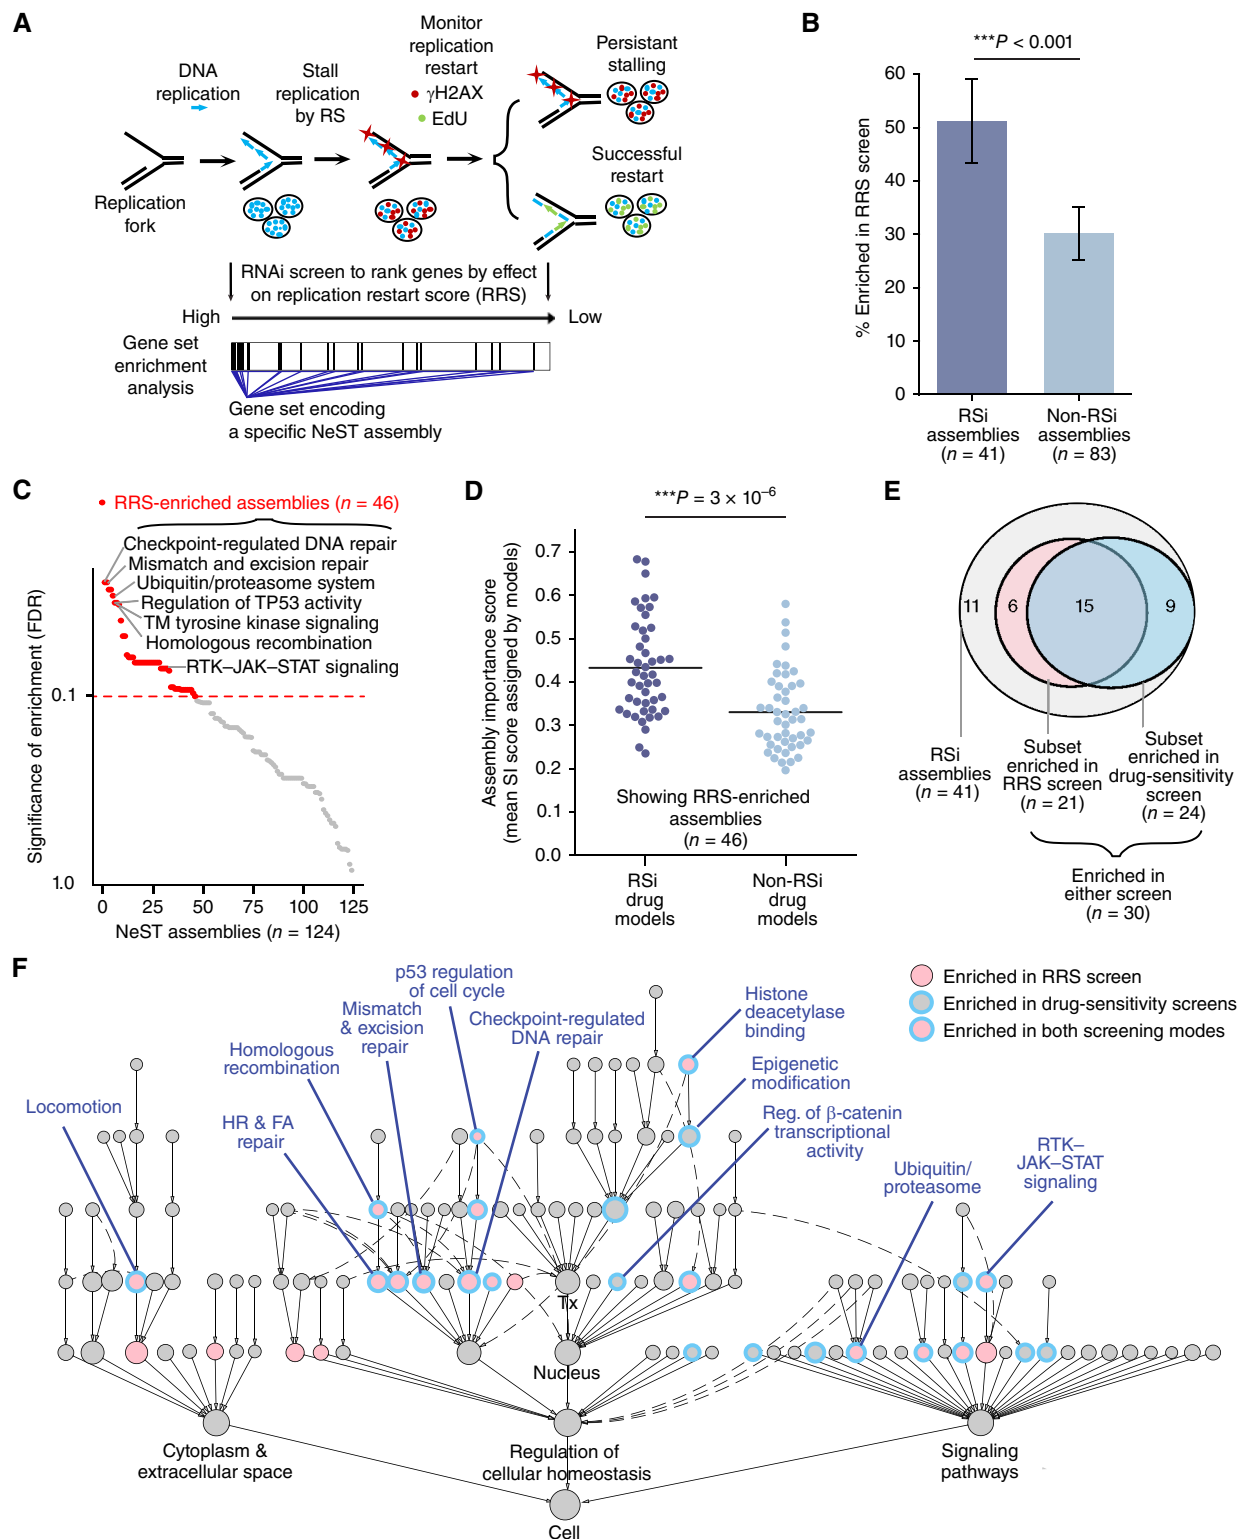 A
DNA
replication
Stall
replication
by RS
Monitor
replication
restart
γH2AX
EdU
Persistant
stalling
Successful
restart
Replication
fork
RNAi screen to rank genes by effect
on replication restart score (RRS)
High
Low
Gene set
enrichment
analysis
Gene set encoding
a specific NeST assembly
B
***P < 0.001
% Enriched in RRS screen
60
50
40
30
20
10
0
RSi
assemblies
(n = 41)
Non-RSi
assemblies
(n = 83)
C
RRS-enriched assemblies (n = 46)
Checkpoint-regulated DNA repair
Mismatch and excision repair
Ubiquitin/proteasome system
Regulation of TP53 activity
TM tyrosine kinase signaling
Homologous recombination
RTK–JAK–STAT signaling
Significance of enrichment (FDR)
0.1
1.0
0 25 50 75 100 125
NeST assemblies (n = 124)
D
***P = 3 × 10–6
Assembly importance score
(mean SI score assigned by models)
0.7
0.6
0.5
0.4
0.3
0.2
0.1
0.0
Showing RRS-enriched
assemblies
(n = 46)
RSi
drug
models
Non-RSi
drug
models
E
11 6 15 9
RSi
assemblies
(n = 41)
Subset
enriched in
RRS screen
(n = 21)
Subset
enriched in
drug-sensitivity
screen
(n = 24)
Enriched in
either screen
(n = 30)
F
Enriched in RRS screen
Enriched in drug-sensitivity screens
Enriched in both screening modes
Locomotion
HR & FA
repair
Homologous
recombination
Mismatch
& excision
repair
p53 regulation
of cell cycle
Checkpoint-regulated
DNA repair
Histone
deacetylase
binding
Epigenetic
modification
Reg. of β-catenin
transcriptional
activity
Ubiquitin/
proteasome
RTK–
JAK–STAT
signaling
Tx
Nucleus
Cytoplasm &
extracellular space
Regulation of
cellular homeostasis
Signaling
pathways
Cell